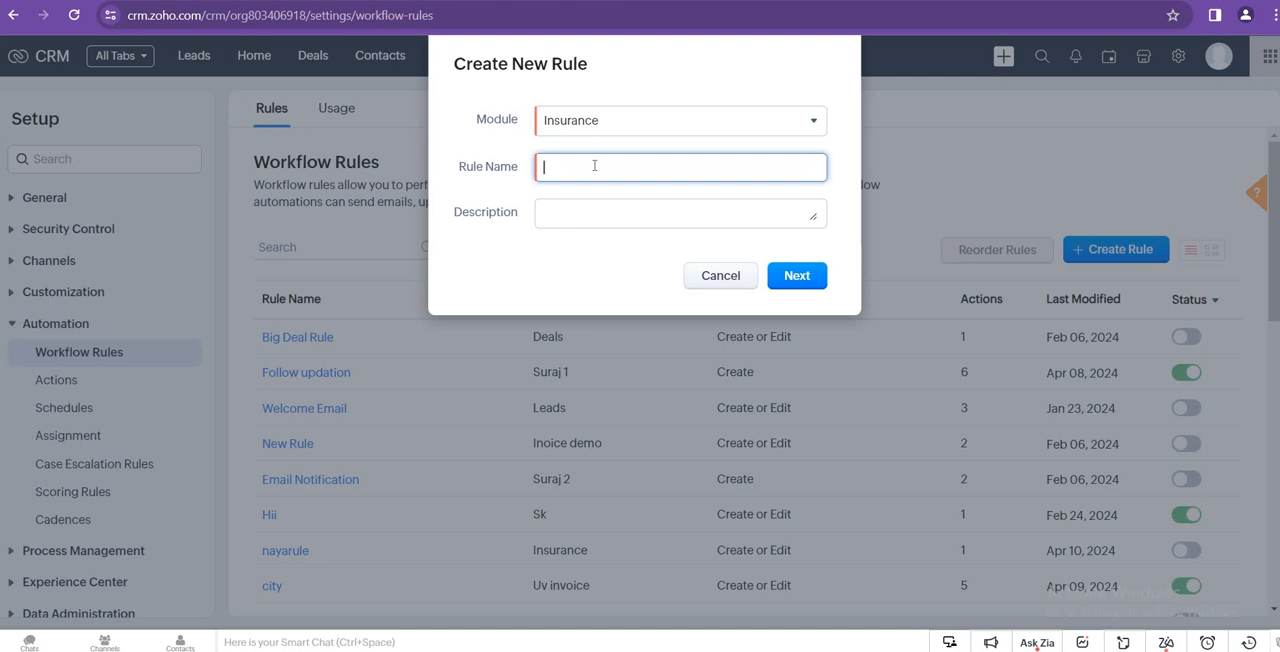 crm.zoho.com/crm/org803406918/settings/workflow-rules
CRM
All Tabs
Leads
Home
Deals
Contacts
Create New Rule
Module
Insurance
Rule Name
Description
Cancel
Next
Setup
Search
General
Security Control
Channels
Customization
Automation
Workflow Rules
Actions
Schedules
Assignment
Case Escalation Rules
Scoring Rules
Cadences
Process Management
Experience Center
Data Administration
Rules
Usage
Workflow Rules
Workflow rules allow you to perf
automations can send emails, u
low
?
Search
Reorder Rules
+ Create Rule
Rule Name
Actions
Last Modified
Status
Big Deal Rule
Deals
Create or Edit
1
Feb 06, 2024
Follow updation
Suraj 1
Create
6
Apr 08, 2024
Welcome Email
Leads
Create or Edit
3
Jan 23, 2024
New Rule
Inoice demo
Create or Edit
2
Feb 06, 2024
Email Notification
Suraj 2
Create
2
Feb 06, 2024
Hii
Sk
Create or Edit
1
Feb 24, 2024
nayarule
Insurance
Create or Edit
1
Apr 10, 2024
city
Uv invoice
Create or Edit
5
Apr 09, 2024
Chats
Channels
Contacts
Here is your Smart Chat (Ctrl+Space)
Ask Zia